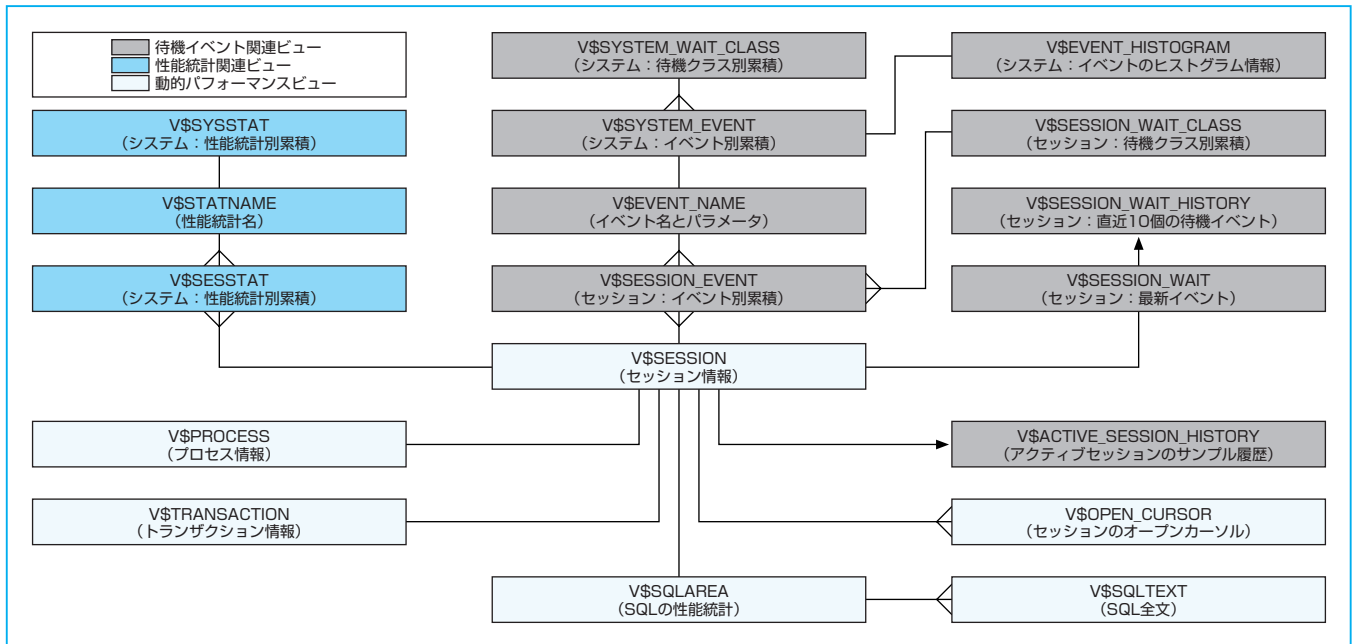 待機イベント関連ビュー
性能統計関連ビュー
動的パフォーマンスビュー
V$SYSTEM_WAIT_CLASS
（システム：待機クラス別累積）
V$EVENT_HISTOGRAM
（システム：イベントのヒストグラム情報）
V$SYSSTAT
（システム：性能統計別累積）
V$SYSTEM_EVENT
（システム：イベント別累積）
V$SESSION_WAIT_CLASS
（セッション：待機クラス別累積）
V$STATNAME
（性能統計名）
V$EVENT_NAME
（イベント名とパラメータ）
V$SESSION_WAIT_HISTORY
（セッション：直近10個の待機イベント）
V$SESSTAT
（システム：性能統計別累積）
V$SESSION_EVENT
（セッション：イベント別累積）
V$SESSION_WAIT
（セッション：最新イベント）
V$SESSION
（セッション情報）
V$PROCESS
（プロセス情報）
V$ACTIVE_SESSION_HISTORY
（アクティブセッションのサンプル履歴）
V$TRANSACTION
（トランザクション情報）
V$OPEN_CURSOR
（セッションのオープンカーソル）
V$SQLAREA
（SQLの性能統計）
V$SQLTEXT
（SQL全文）